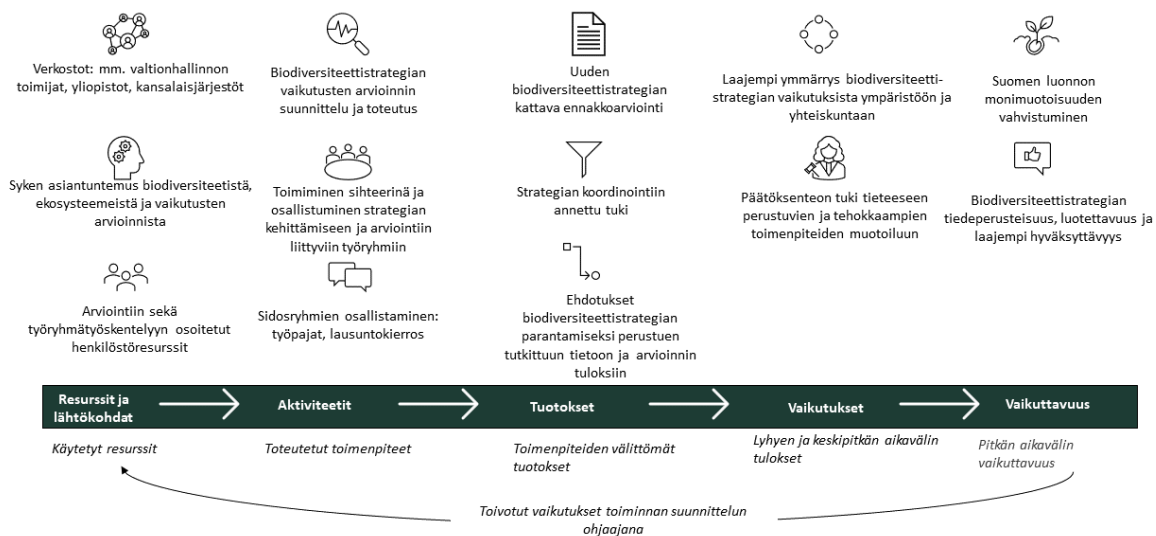 Verkostot: mm. valtionhallinnon
toimijat, yliopistot, kansalaisjärjestöt
Syken asiantuntemus biodiversiteetistä,
ekosysteemeistä ja vaikutusten
arvioinnista
Arviointiin sekä
työryhmätyöskentelyyn osoitetut
henkilöstöresurssit
Biodiversiteettistrategian
vaikutusten arvioinnin
suunnittelu ja toteutus
Toimiminen sihteerinä ja
osallistuminen strategian
kehittämiseen ja arviointiin
liittyviin työryhmiin
Sidosryhmien osallistaminen:
työpajat, lausuntokierros
Uuden
biodiversiteettistrategian
kattava ennakkoarviointi
Strategian koordinointiin
annettu tuki
Ehdotukset
biodiversiteettistrategian
parantamiseksi perustuen
tutkittuun tietoon ja arvioinnin
tuloksiin
Laajempi ymmärrys biodiversiteetti-
strategian vaikutuksista ympäristöön ja
yhteiskuntaan
Päätöksenteon tuki tieteeseen
perustuvien ja tehokkaampien
toimenpiteiden muotoiluun
Suomen luonnon
monimuotoisuuden
vahvistuminen
Biodiversiteettistrategian
tiedeperusteisuus, luotettavuus ja
laajempi hyväksyttävyys
Resurssit ja
lähtökohdat
Aktiviteetit
Tuotokset
Vaikutukset
Vaikuttavuus
Käytetyt resurssit
Toteutetut toimenpiteet
Toimenpiteiden välittömät
tuotokset
Lyhyen ja keskipitkän aikavälin
tulokset
Pitkän aikavälin
vaikuttavuus
Toivotut vaikutukset toiminnan suunnittelun
ohjaajana